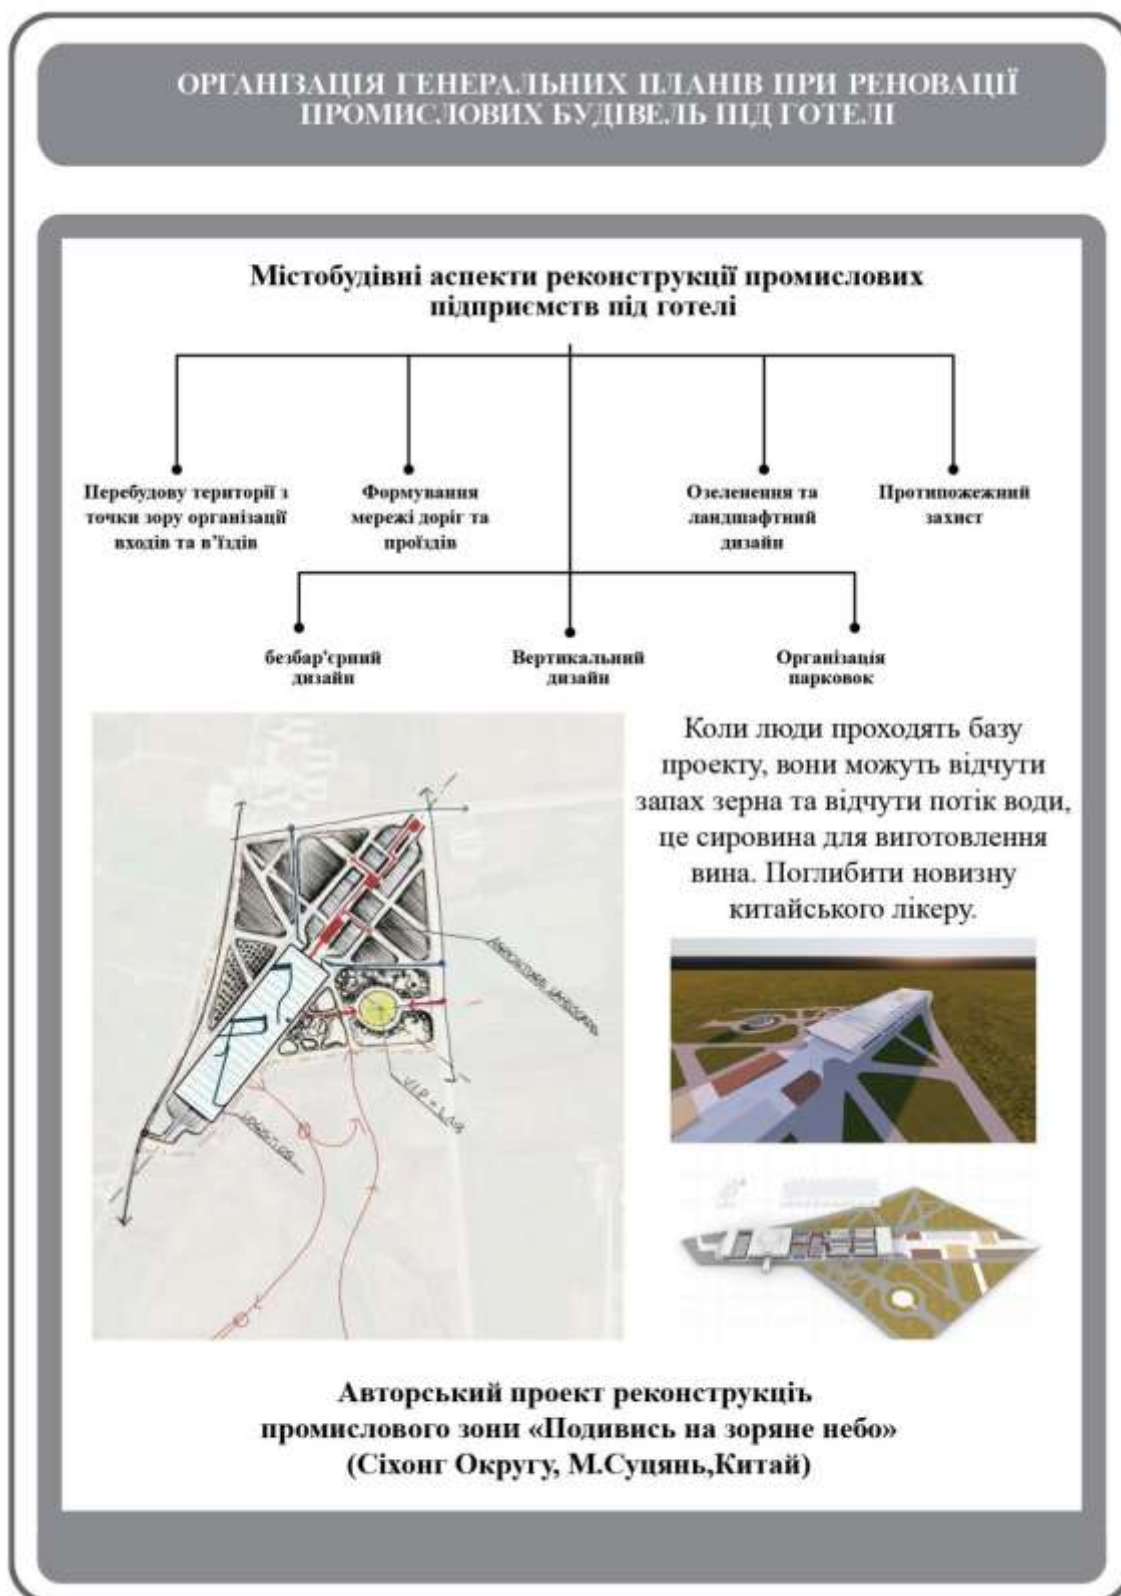 ОРГАНІЗАЦІЯ ГЕНЕРАЛЬНИХ ПЛАНІВ ПРИ РЕНОВАЦІЇ
ПРОМИСЛОВИХ БУДІВЕЛЬ ПІД ГОТЕЛІ
Містобудівні аспекти реконструкції промислових
підприємств під готелі
Перебудову території з
точки зору організації
входів та в’їздів
Формування
мережі доріг та
проїздів
Озеленення та
ландшафтний
дизайн
Протипожежний
захист
безбар'єрний
дизайн
Вертикальний
дизайн
Організація
парковок
Коли люди проходять базу
проекту, вони можуть відчути
запах зерна та відчути потік води,
це сировина для виготовлення
вина. Поглибити новизну
китайського лікеру.
Авторський проект реконструкціь
промислового зони «Подивись на зоряне небо»
(Сіхонг Округу, М.Суцянь,Китай)